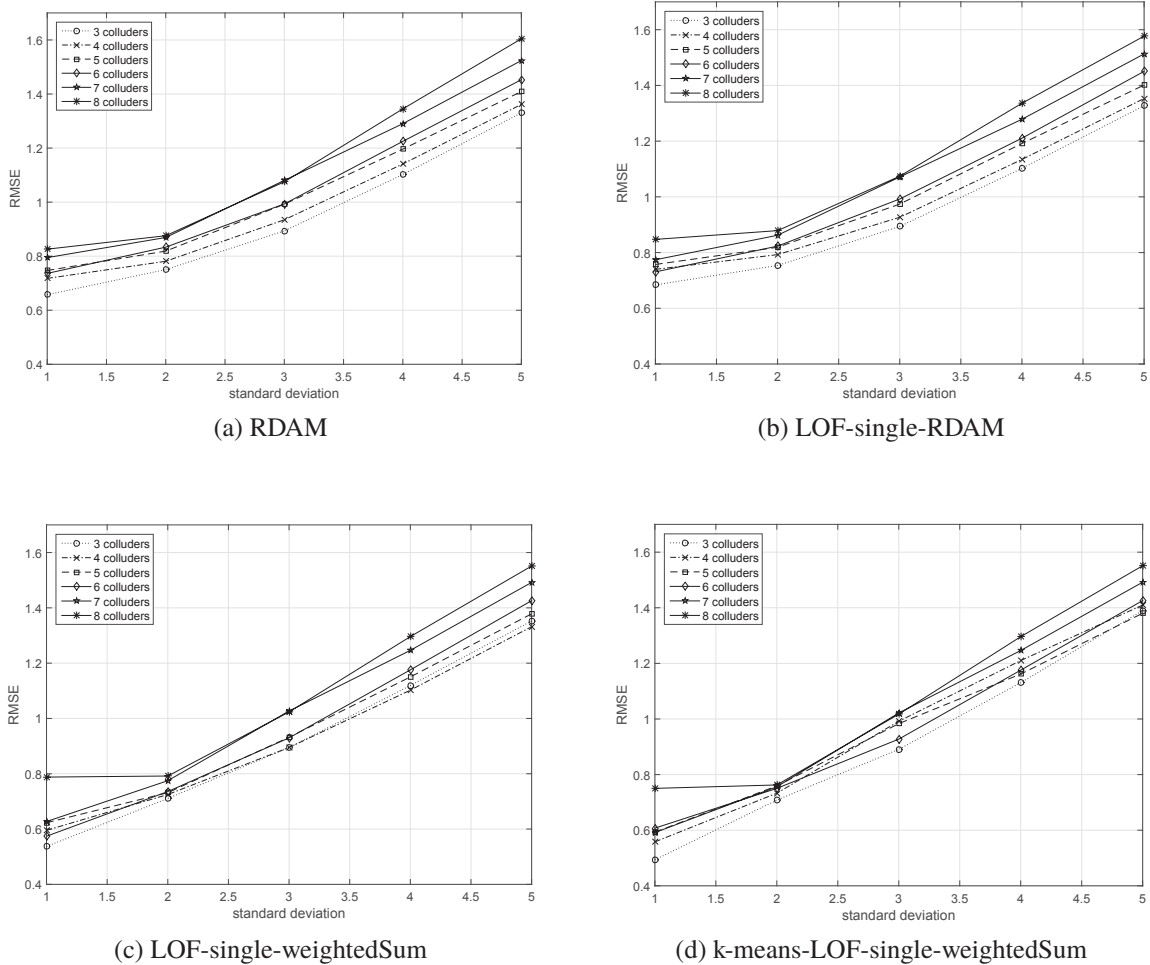 3 colluders
4 colluders
5 colluders
6 colluders
7 colluders
8 colluders
1.6
1.4
1.2
1
0.8
0.6
0.4
RMSE
1 1.5 2 2.5 3 3.5 4 4.5 5
standard deviation
(a) RDAM
3 colluders
4 colluders
5 colluders
6 colluders
7 colluders
8 colluders
1.6
1.4
1.2
1
0.8
0.6
0.4
RMSE
1 1.5 2 2.5 3 3.5 4 4.5 5
standard deviation
(b) LOF-single-RDAM
3 colluders
4 colluders
5 colluders
6 colluders
7 colluders
8 colluders
1.6
1.4
1.2
1
0.8
0.6
0.4
RMSE
1 1.5 2 2.5 3 3.5 4 4.5 5
standard deviation
(c) LOF-single-weightedSum
3 colluders
4 colluders
5 colluders
6 colluders
7 colluders
8 colluders
1.6
1.4
1.2
1
0.8
0.6
0.4
RMSE
1 1.5 2 2.5 3 3.5 4 4.5 5
standard deviation
(d) k-means-LOF-single-weightedSum